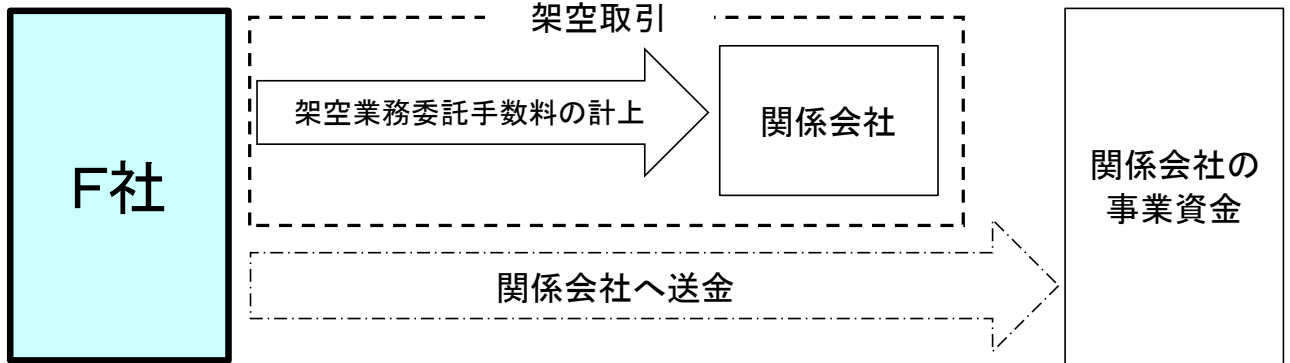 架空取引
F社
架空業務委託手数料の計上
関係会社
関係会社の
事業資金
関係会社へ送金